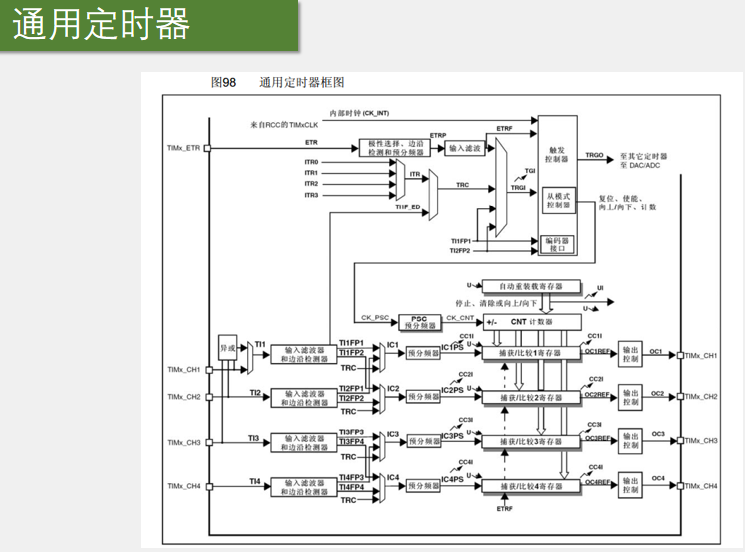 通用定时器
图98 通用定时器框图
内部时钟 (CK_INT)
来自RCC的TIMxCLK
TIMx_ETR
ETR
极性选择、边沿
检测和预分频器
ETRP
输入滤波
ETRF
触发
控制器
TRGO
至其它定时器
至 DAC/ADC
ITR0
ITR1
ITR2
ITR3
ITR
TRC
TI1F_ED
TGI
TRGI
从模式
控制器
复位、使能、
向上/向下、计数
TI1FP1
TI2FP2
编码器
接口
U
自动重装载寄存器
UI
停止、清除或向上/向下
U
CK_PSC
PSC
预分频器
CK_CNT
+/-
CNT 计数器
异或
TI1
输入滤波器
和边沿检测器
TI1FP1
TI1FP2
TRC
IC1
预分频器
IC1PS
U
CC1I
捕获/比较1寄存器
CC1I
OC1REF
输出
控制
OC1
TIMx_CH1
TIMx_CH1
TIMx_CH2
TI2
输入滤波器
和边沿检测器
TI2FP1
TI2FP2
TRC
IC2
预分频器
IC2PS
U
CC2I
捕获/比较2寄存器
CC2I
OC2REF
输出
控制
OC2
TIMx_CH2
TIMx_CH3
TI3
输入滤波器
和边沿检测器
TI3FP3
TI3FP4
TRC
IC3
预分频器
IC3PS
U
CC3I
捕获/比较3寄存器
CC3I
OC3REF
输出
控制
OC3
TIMx_CH3
TIMx_CH4
TI4
输入滤波器
和边沿检测器
TI4FP3
TI4FP4
TRC
IC4
预分频器
IC4PS
U
CC4I
捕获/比较4寄存器
CC4I
OC4REF
输出
控制
OC4
TIMx_CH4
ETRF